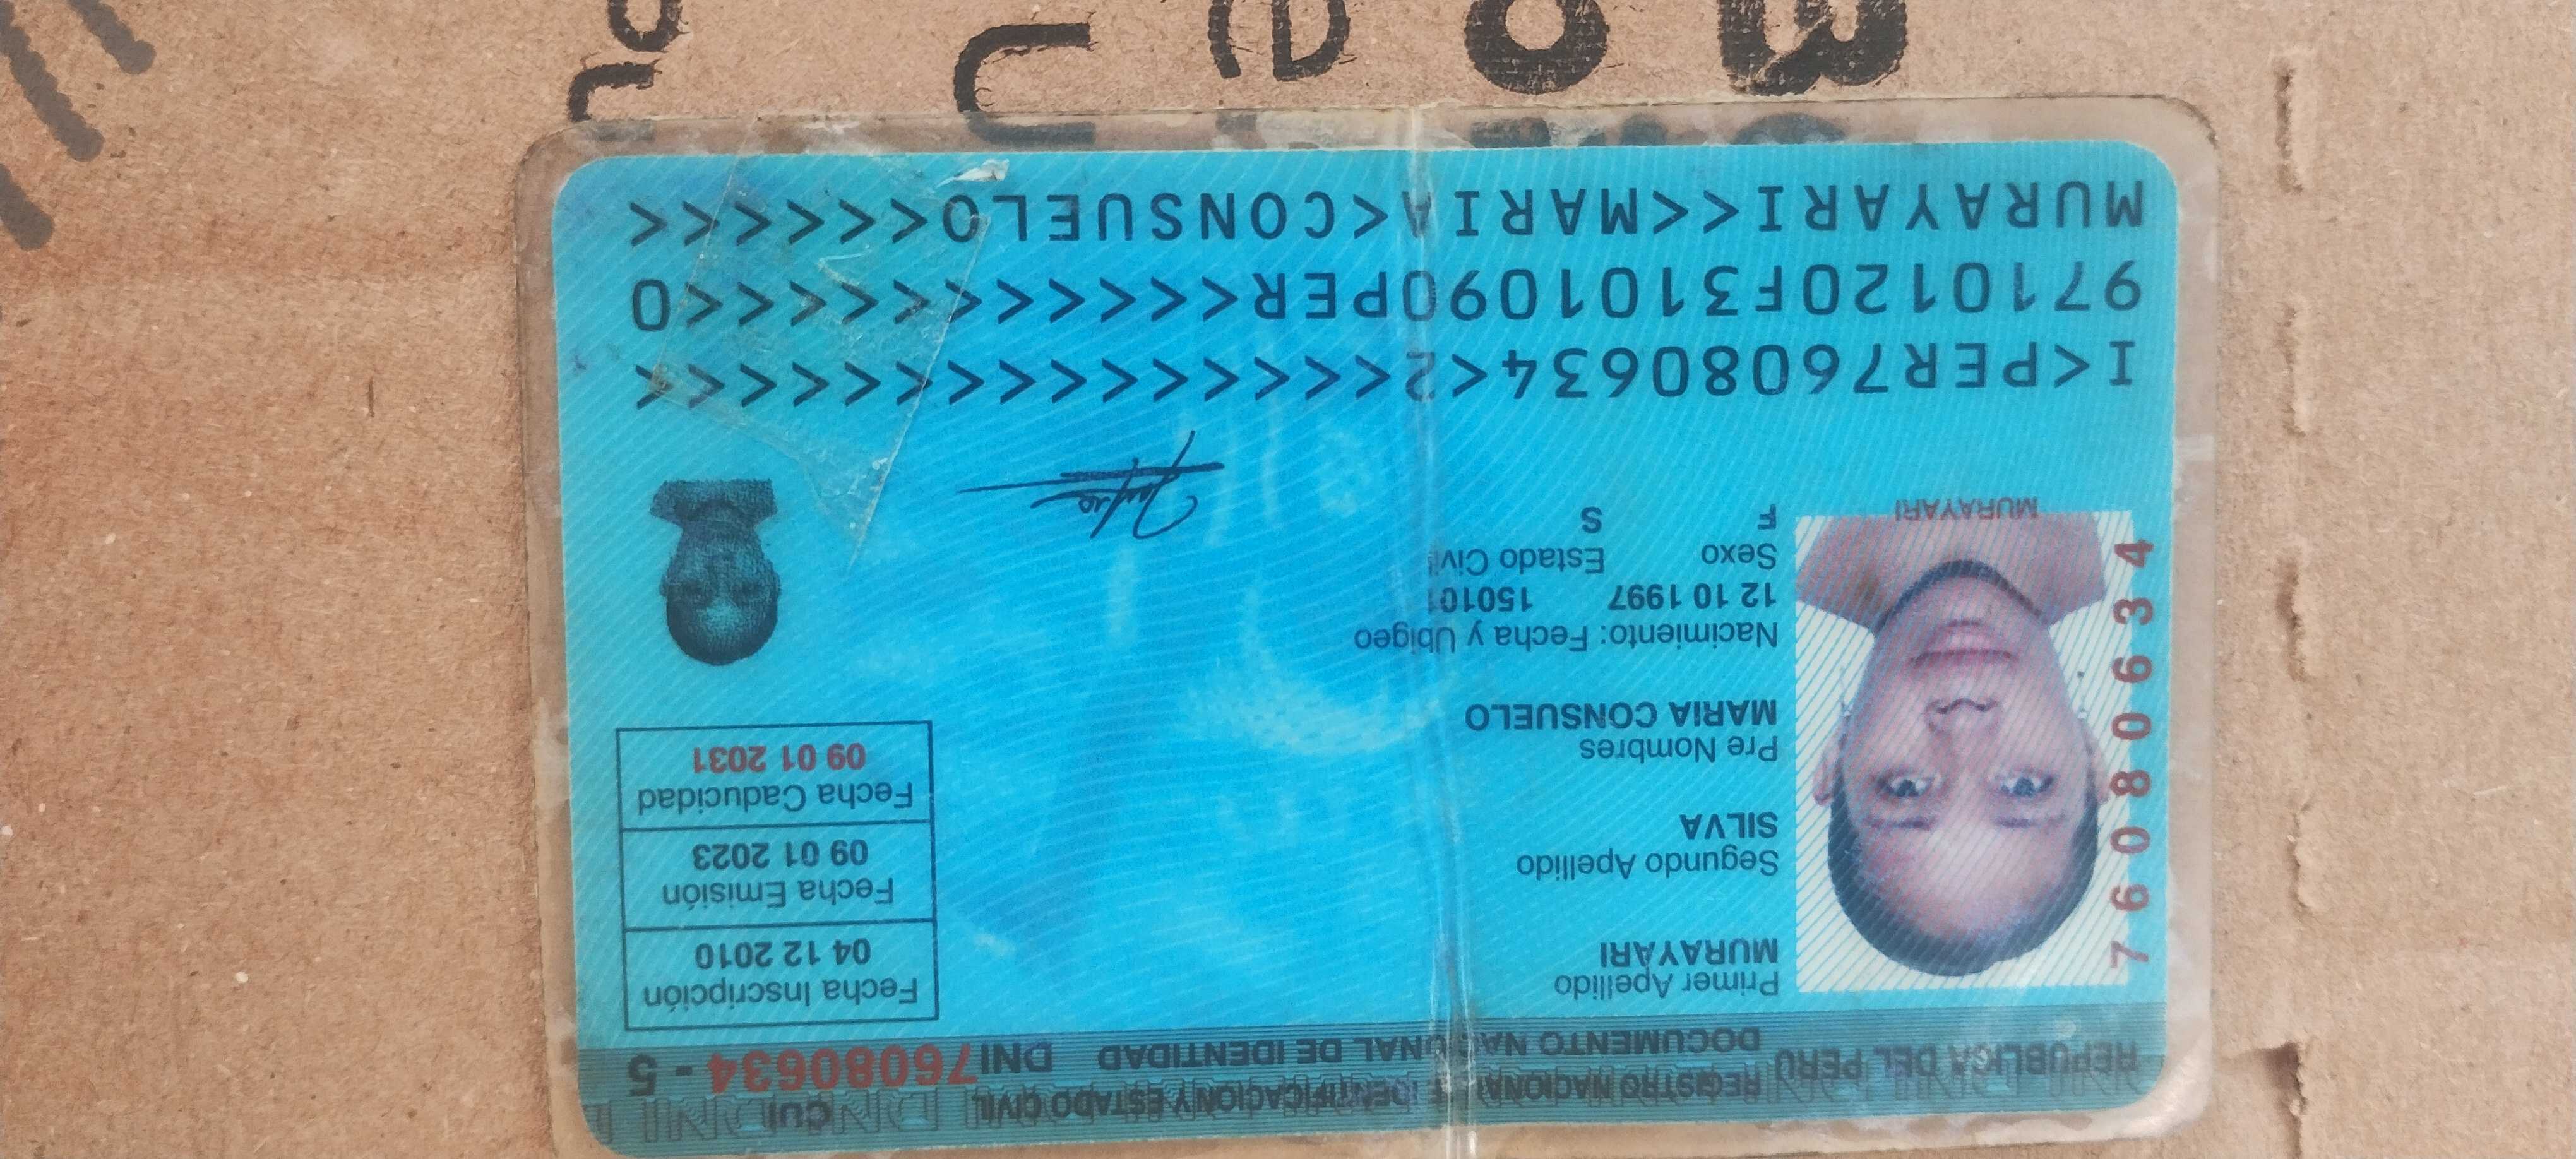 REPUBLICA DEL PERU
REGISTRO NACIONAL DE IDENTIFICACION Y ESTADO CIVIL
CUI
DOCUMENTO NACIONAL DE IDENTIDAD
DNI 76080634 - 5
Primer Apellido
MURAYARI
Segundo Apellido
SILVA
Pre Nombres
MARIA CONSUELO
Nacimiento: Fecha y Ubigeo
12 10 1997 150101
Sexo Estado Civil
F S
76080634
MURAYARI
Fecha Inscripción
04 12 2010
Fecha Emisión
09 01 2023
Fecha Caducidad
09 01 2031
I<PER76080634<2<<<<<<<<<<<<<<<
9710120F3101090PER<<<<<<<<<<<0
MURAYARI<<MARIA<CONSUELO<<<<<<